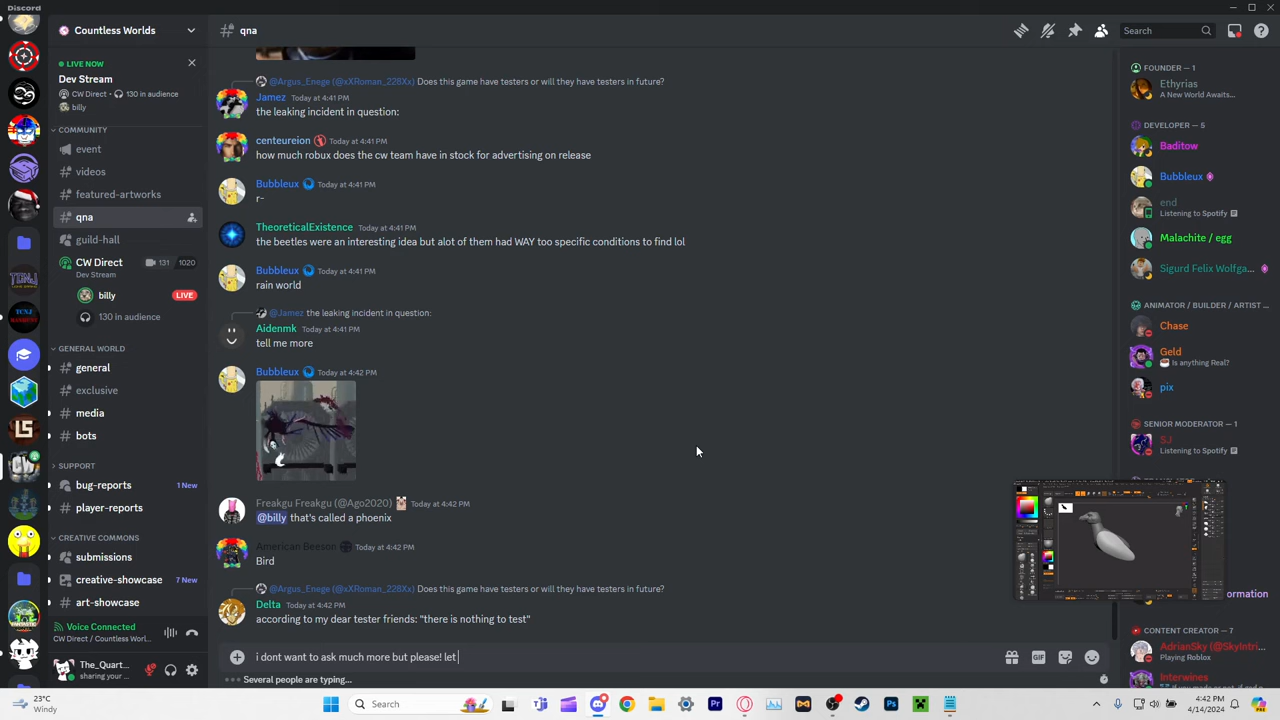 Discord
Countless Worlds
qna
Search
LIVE NOW
Dev Stream
CW Direct • 130 in audience
billy
COMMUNITY
event
videos
featured-artworks
qna
guild-hall
CW Direct
131 1020
Dev Stream
billy
LIVE
130 in audience
GENERAL WORLD
general
exclusive
media
bots
SUPPORT
bug-reports
1 New
player-reports
CREATIVE COMMONS
submissions
creative-showcase
7 New
art-showcase
Voice Connected
CW Direct / Countless Worl...
The_Quart...
sharing your ...
@Argus_Enege (@xXRoman_228Xx) Does this game have testers or will they have testers in future?
Jamez Today at 4:41 PM
the leaking incident in question:
centeureion Today at 4:41 PM
how much robux does the cw team have in stock for advertising on release
Bubbleux Today at 4:41 PM
r-
TheoreticalExistence Today at 4:41 PM
the beetles were an interesting idea but alot of them had WAY too specific conditions to find lol
Bubbleux Today at 4:41 PM
rain world
@Jamez the leaking incident in question:
Aidenmk Today at 4:41 PM
tell me more
Bubbleux Today at 4:42 PM
Freakgu Freakgu (@Ago2020) Today at 4:42 PM
@billy that's called a phoenix
American Beeson Today at 4:42 PM
Bird
@Argus_Enege (@xXRoman_228Xx) Does this game have testers or will they have testers in future?
Delta Today at 4:42 PM
according to my dear tester friends: "there is nothing to test"
i dont want to ask much more but please! let
GIF
Several people are typing...
FOUNDER — 1
Ethyrias
A New World Awaits...
DEVELOPER — 5
Baditow
Bubbleux
end
Listening to Spotify
Malachite / egg
Sigurd Felix Wolfga...
ANIMATOR / BUILDER / ARTIST ...
Chase
Geld
Is anything Real?
pix
SENIOR MODERATOR — 1
SJ
Listening to Spotify
ormation
CONTENT CREATOR — 7
AdrianSky (@SkyIntri...
Playing Roblox
Interwines
23°C
Windy
Search
4:42 PM
4/14/2024